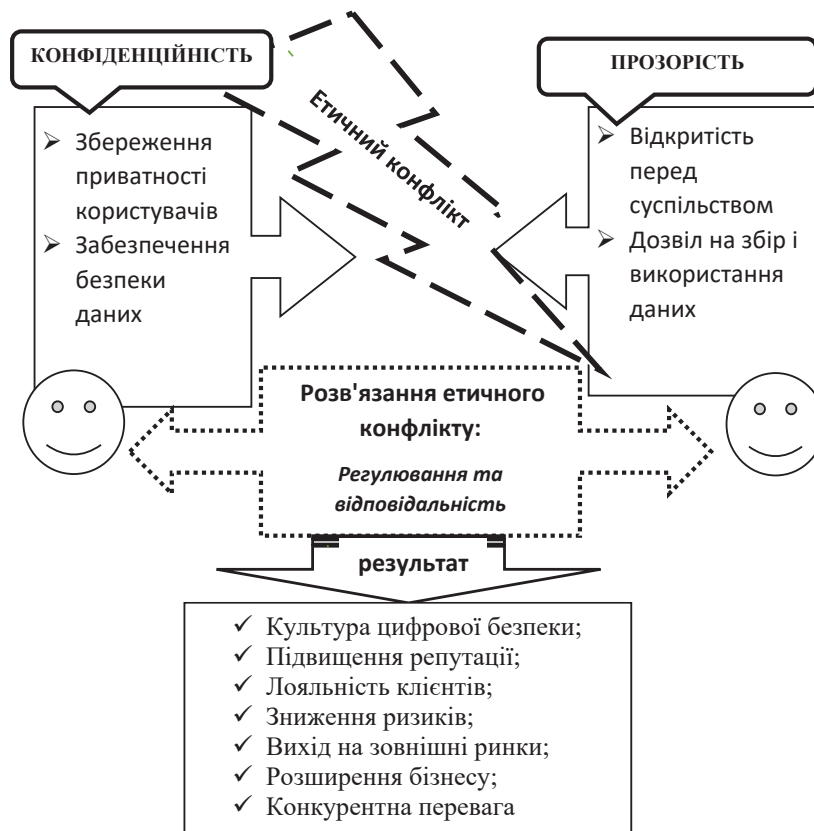 КОНФІДЕНЦІЙНІСТЬ
➢ Збереження
приватності
користувачів
➢ Забезпечення
безпеки
даних
Етичний конфлікт
ПРОЗОРІСТЬ
➢ Відкритість
перед
суспільством
➢ Дозвіл на збір і
використання
даних
Розв'язання етичного
конфлікту:
Регулювання та
відповідальність
результат
✓ Культура цифрової безпеки;
✓ Підвищення репутації;
✓ Лояльність клієнтів;
✓ Зниження ризиків;
✓ Вихід на зовнішні ринки;
✓ Розширення бізнесу;
✓ Конкурентна перевага